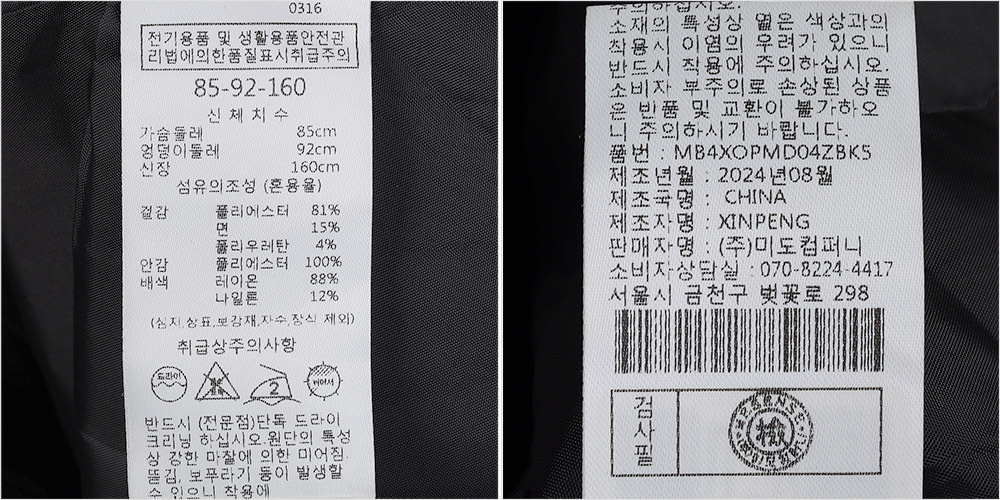 0316
전기용품 및 생활용품안전관
리법에의한품질표시취급주의
85-92-160
신체치수
가슴둘레 85cm
엉덩이둘레 92cm
신장 160cm
섬유의조성 (혼용율)
겉감 폴리에스터 81%
면 15%
폴리우레탄 4%
안감 폴리에스터 100%
배색 레이온 88%
나일론 12%
(심지,상표,보강재,자수,장식 제외)
취급상주의사항
드라이
2
뉘어서
반드시 (전문점)단독 드라이
크리닝 하십시오.원단의 특성
상 강한 마찰에 의한 미어짐.
뜯김, 보푸라기 등이 발생할
수 있으니 착용에
주의하십시오.
소재의 특성상 옅은 색상과의
착용시 이염의 우려가 있으니
반드시 착용에 주의하십시오.
소비자 부주의로 손상된 상품
은 반품 및 교환이 불가하오
니 주의하시기 바랍니다.
품번 : MB4XOPMD04ZBK5
제조년월 : 2024년08월
제조국명 : CHINA
제조자명 : XINPENG
판매자명 : (주)미도컴퍼니
소비자상담실 : 070-8224-4417
서울시 금천구 벚꽃로 298
검사필
檢